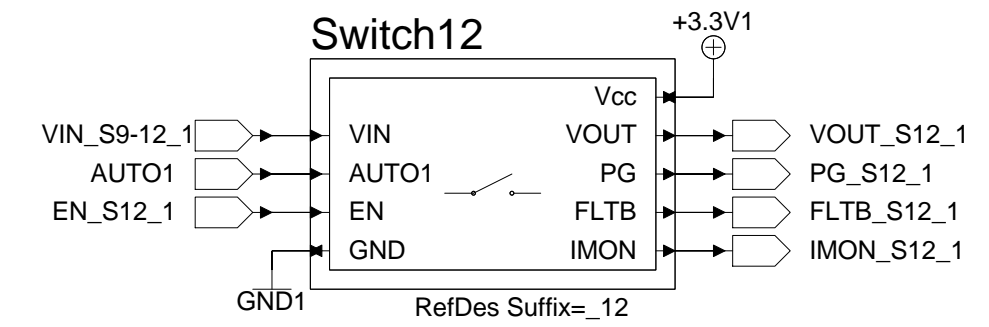 +3.3V1
Switch12
Vcc
VIN_S9-12_1 VIN VOUT VOUT_S12_1
AUTO1 AUTO1 PG PG_S12_1
EN_S12_1 EN FLTB FLTB_S12_1
GND IMON IMON_S12_1
GND1
RefDes Suffix=_12